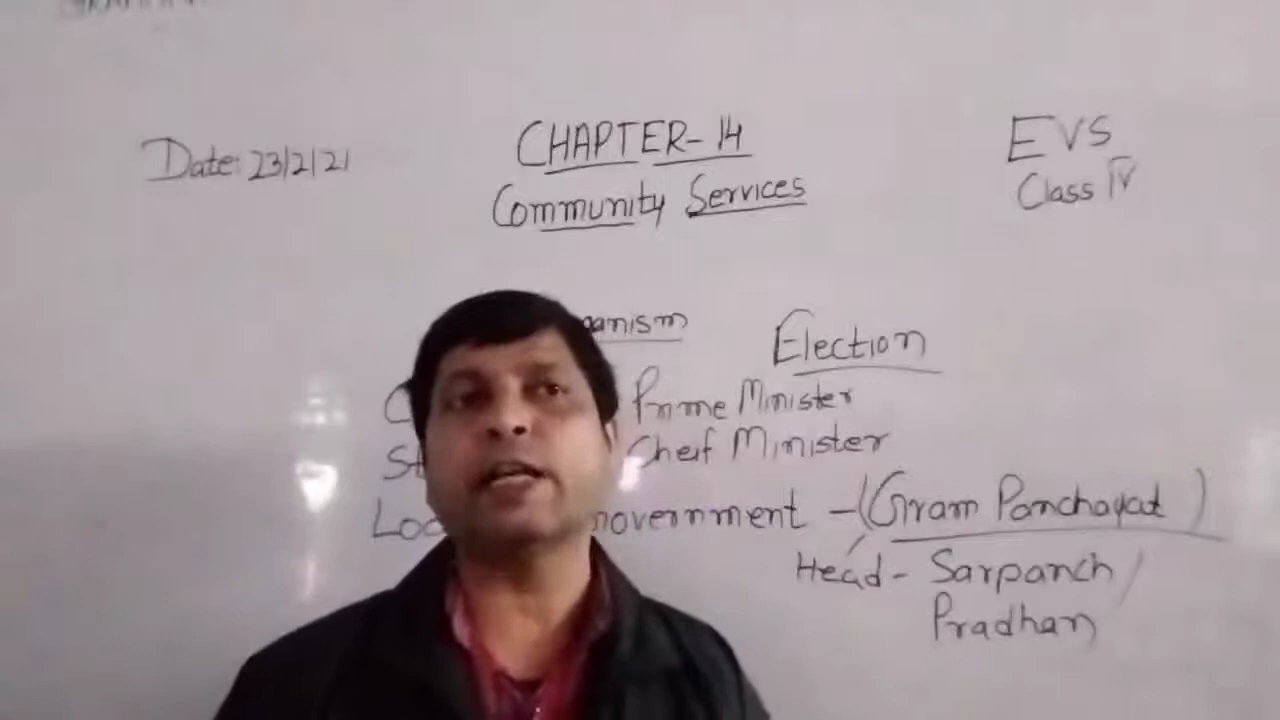 Date: 23/2/21
CHAPTER-14
EVS
Community Services
Class IV
Election
Prime Minister
Cheif Minister
Government - (Gram Panchayat)
Head - Sarpanch /
Pradhan